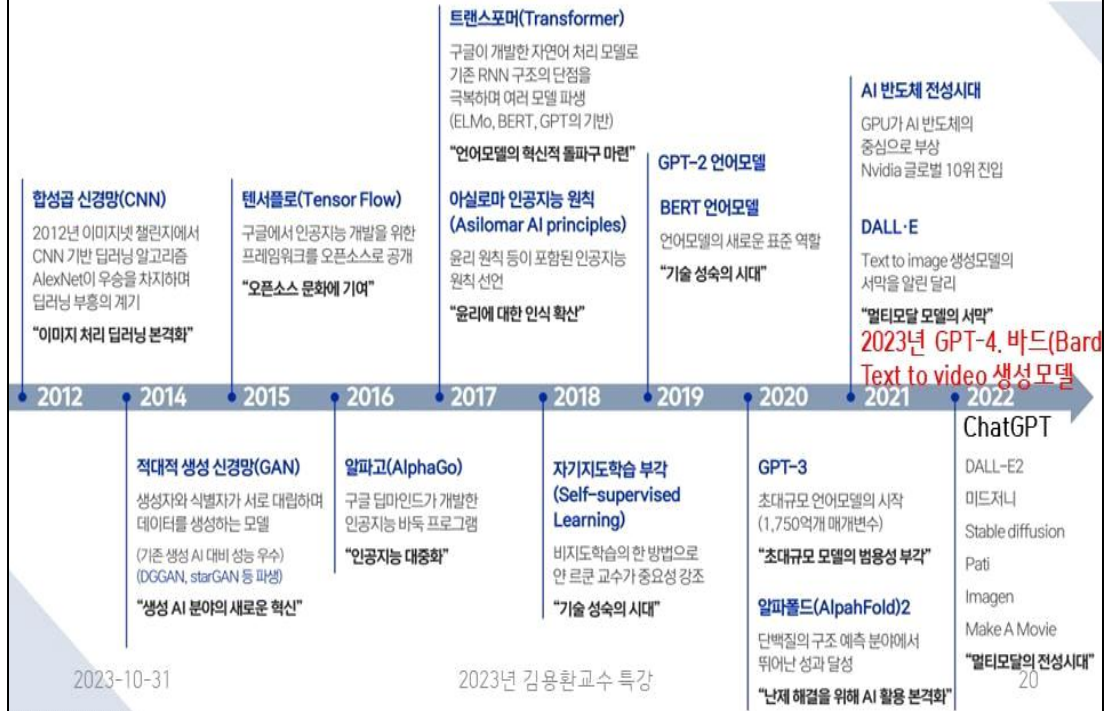 트랜스포머(Transformer)
구글이 개발한 자연어 처리 모델로
기존 RNN 구조의 단점을
극복하며 여러 모델 파생
(ELMo, BERT, GPT의 기반)
“언어모델의 혁신적 돌파구 마련”
합성곱 신경망(CNN)
2012년 이미지넷 챌린지에서
CNN 기반 딥러닝 알고리즘
AlexNet이 우승을 차지하며
딥러닝 부흥의 계기
“이미지 처리 딥러닝 본격화”
텐서플로(Tensor Flow)
구글에서 인공지능 개발을 위한
프레임워크를 오픈소스로 공개
“오픈소스 문화에 기여”
아실로마 인공지능 원칙
(Asilomar AI principles)
윤리 원칙 등이 포함된 인공지능
원칙 선언
“윤리에 대한 인식 확산”
GPT-2 언어모델
BERT 언어모델
언어모델의 새로운 표준 역할
“기술 성숙의 시대”
AI 반도체 전성시대
GPU가 AI 반도체의
중심으로 부상
Nvidia 글로벌 10위 진입
DALL·E
Text to image 생성모델의
서막을 알린 달리
“멀티모달 모델의 서막”
2023년 GPT-4. 바드(Bard
Text to video 생성모델
2012 2014 2015 2016 2017 2018 2019 2020 2021 2022
적대적 생성 신경망(GAN)
생성자와 식별자가 서로 대립하며
데이터를 생성하는 모델
(기존 생성 AI 대비 성능 우수)
(DGGAN, starGAN 등 파생)
“생성 AI 분야의 새로운 혁신”
알파고(AlphaGo)
구글 딥마인드가 개발한
인공지능 바둑 프로그램
“인공지능 대중화”
자기지도학습 부각
(Self-supervised
Learning)
비지도학습의 한 방법으로
얀 르쿤 교수가 중요성 강조
“기술 성숙의 시대”
GPT-3
초대규모 언어모델의 시작
(1,750억개 매개변수)
“초대규모 모델의 범용성 부각”
알파폴드(AlpahFold)2
단백질의 구조 예측 분야에서
뛰어난 성과 달성
“난제 해결을 위해 AI 활용 본격화”
ChatGPT
DALL-E2
미드저니
Stable diffusion
Pati
Imagen
Make A Movie
“멀티모달의 전성시대”
2023-10-31
2023년 김용환교수 특강
20